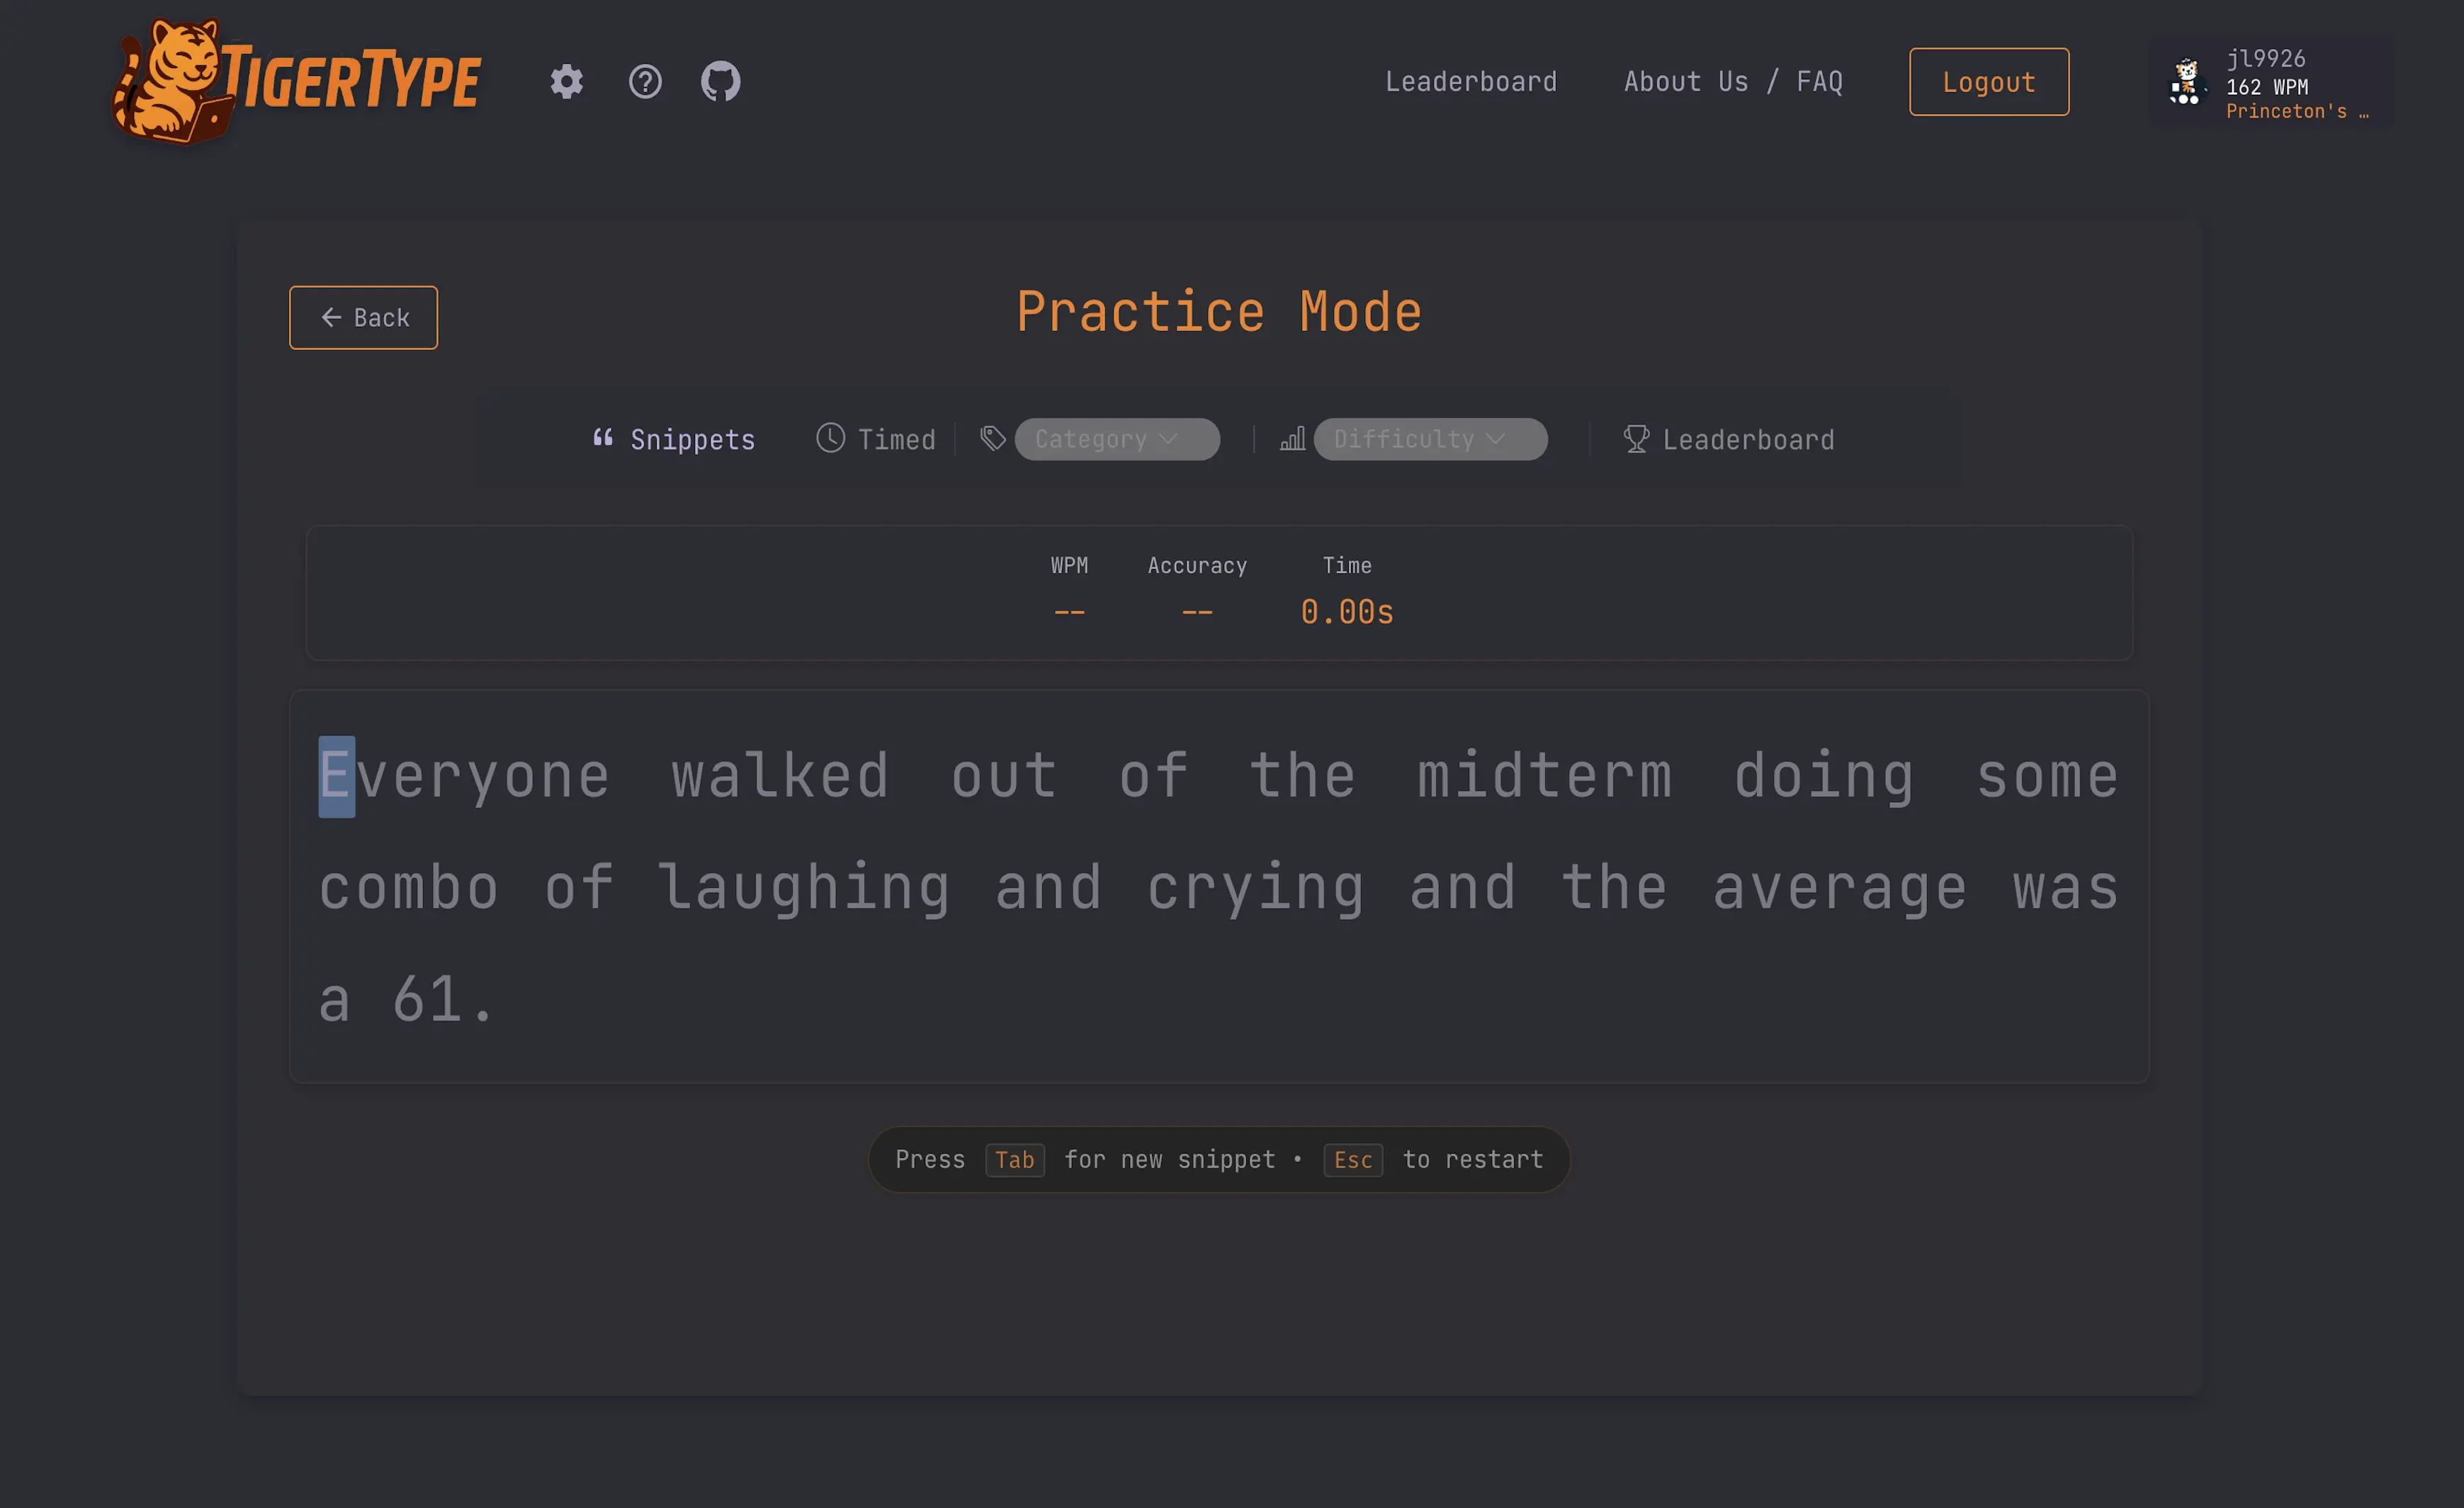 TIGERTYPE
Leaderboard
About Us / FAQ
Logout
jl9926
162 WPM
Princeton's …
← Back
Practice Mode
Snippets
Timed
Category
Difficulty
Leaderboard
WPM Accuracy Time
-- -- 0.00s
Everyone walked out of the midterm doing some
combo of laughing and crying and the average was
a 61.
Press Tab for new snippet • Esc to restart